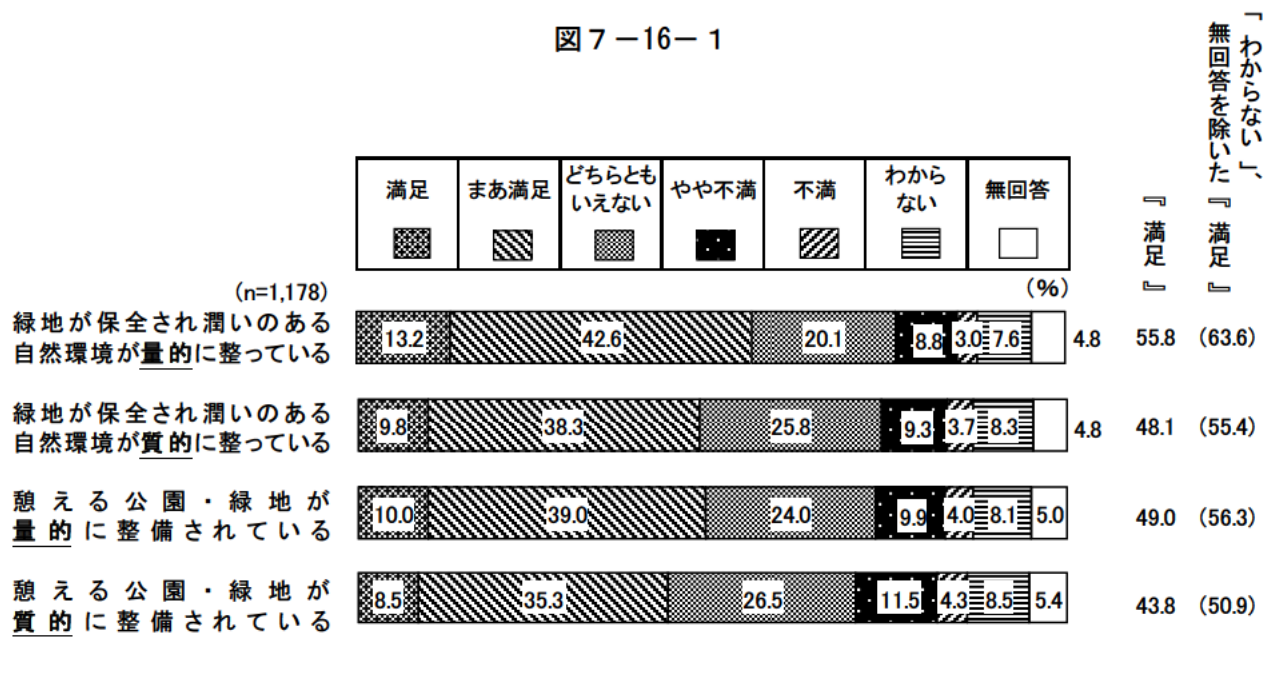 図７－16－１
「わからない」、
無回答を除いた『満足』
『満足』
満足
まあ満足
どちらとも
いえない
やや不満
不満
わから
ない
無回答
(n=1,178)
(％)
緑地が保全され潤いのある
自然環境が量的に整っている
13.2 42.6 20.1 8.8 3.0 7.6 4.8 55.8 (63.6)
緑地が保全され潤いのある
自然環境が質的に整っている
9.8 38.3 25.8 9.3 3.7 8.3 4.8 48.1 (55.4)
憩える公園・緑地が
量的に整備されている
10.0 39.0 24.0 9.9 4.0 8.1 5.0 49.0 (56.3)
憩える公園・緑地が
質的に整備されている
8.5 35.3 26.5 11.5 4.3 8.5 5.4 43.8 (50.9)